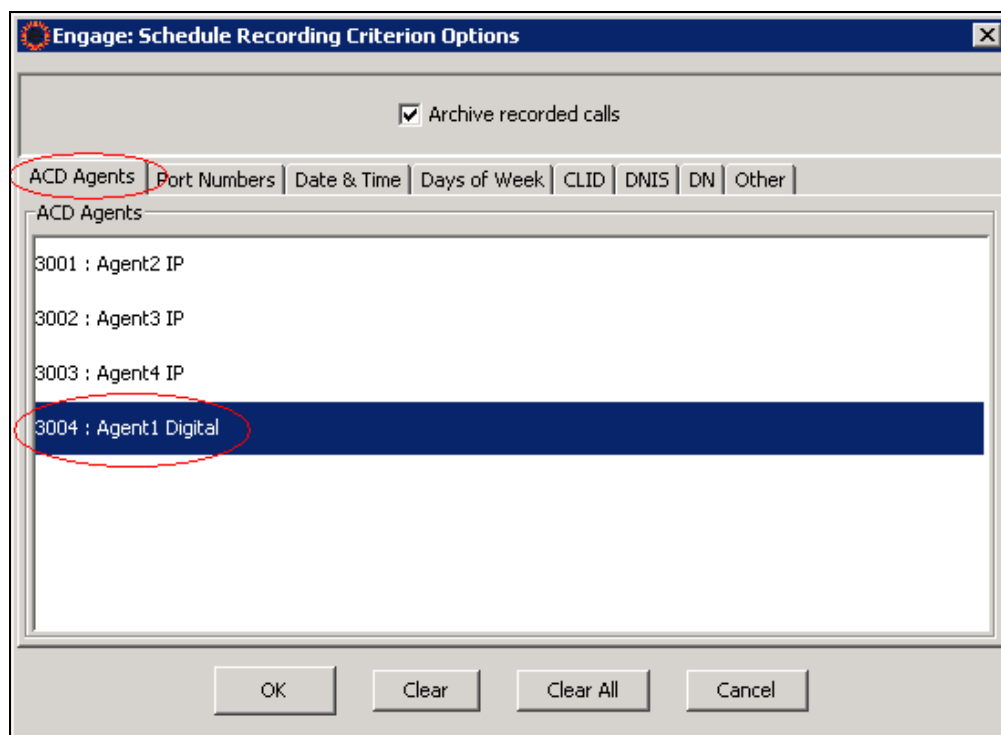 Engage: Schedule Recording Criterion Options
Archive recorded calls
ACD Agents Port Numbers Date & Time Days of Week CLID DNIS DN Other
ACD Agents
3001 : Agent2 IP
3002 : Agent3 IP
3003 : Agent4 IP
3004 : Agent1 Digital
OK Clear Clear All Cancel